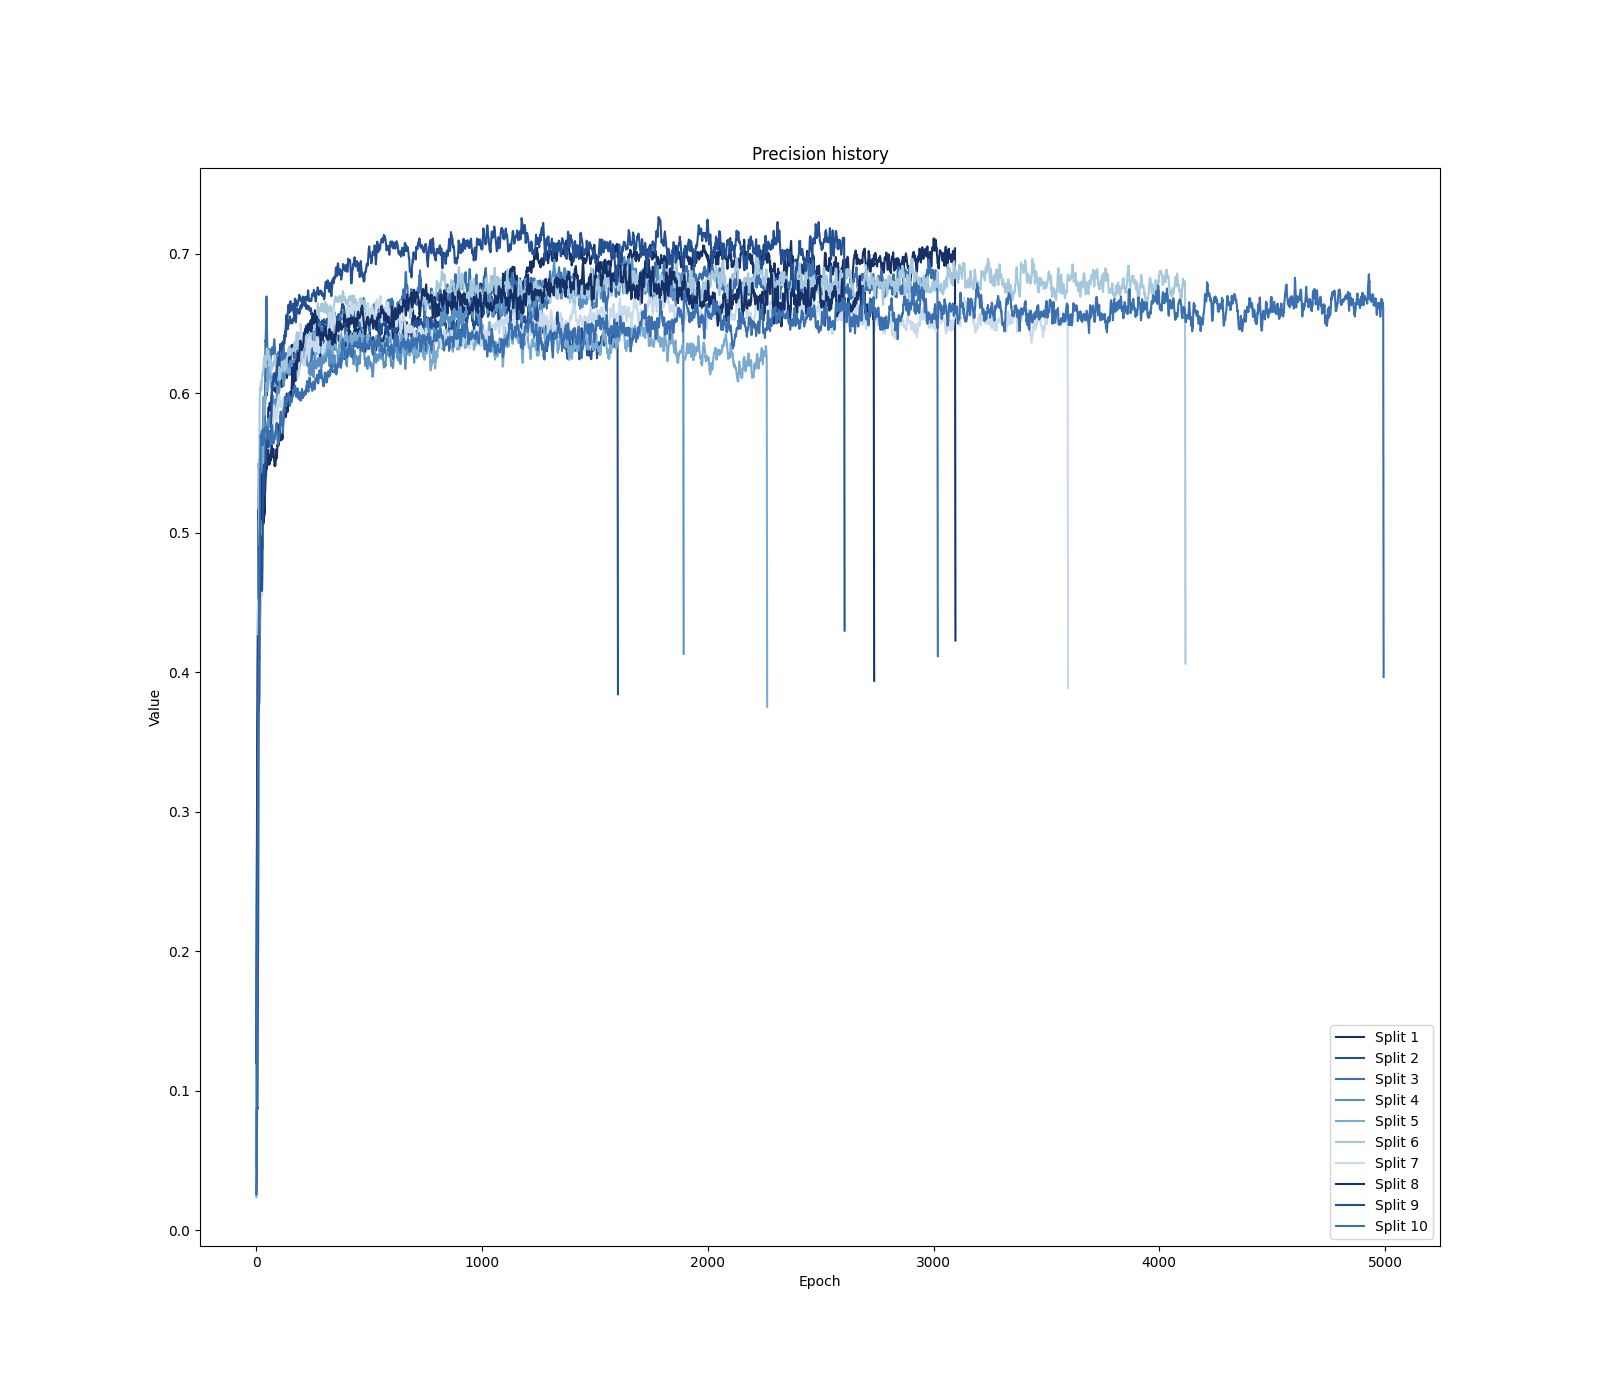 Precision history
0.7
0.6
0.5
0.4
0.3
0.2
0.1
0.0
Value
0
1000
2000
3000
4000
5000
Epoch
Split 1
Split 2
Split 3
Split 4
Split 5
Split 6
Split 7
Split 8
Split 9
Split 10